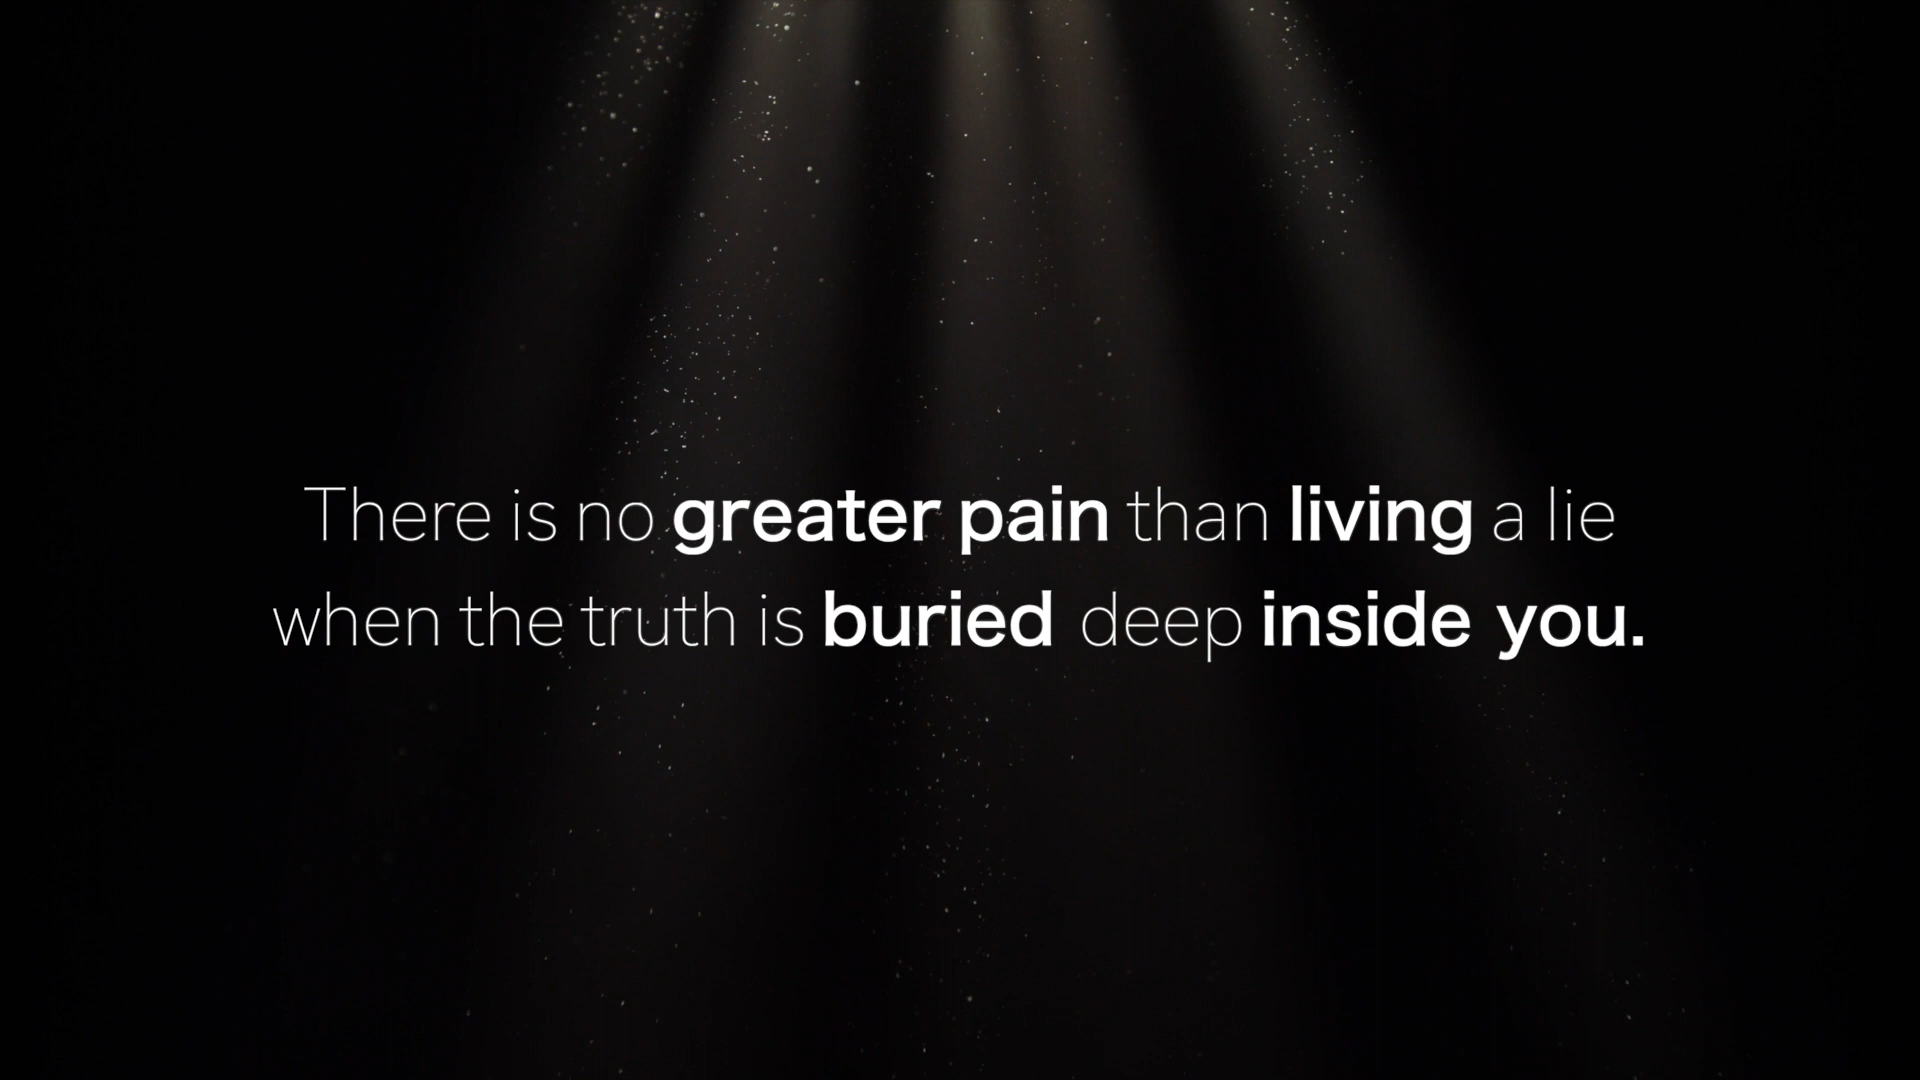 There is no greater pain than living a lie
when the truth is buried deep inside you.